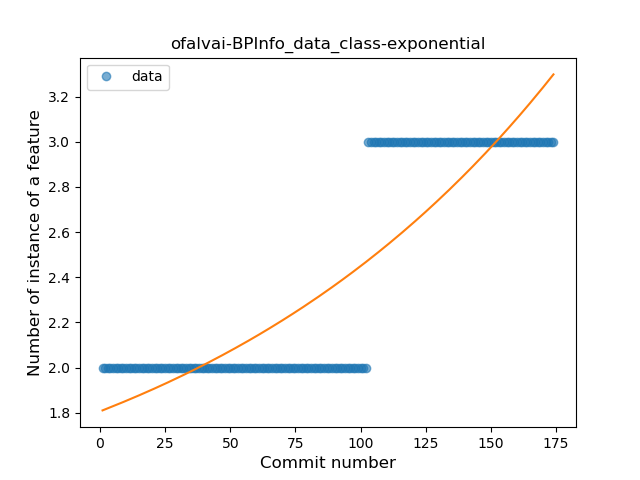 ofalvai-BPInfo_data_class-exponential
data
Number of instance of a feature
3.2
3.0
2.8
2.6
2.4
2.2
2.0
1.8
0 25 50 75 100 125 150 175
Commit number